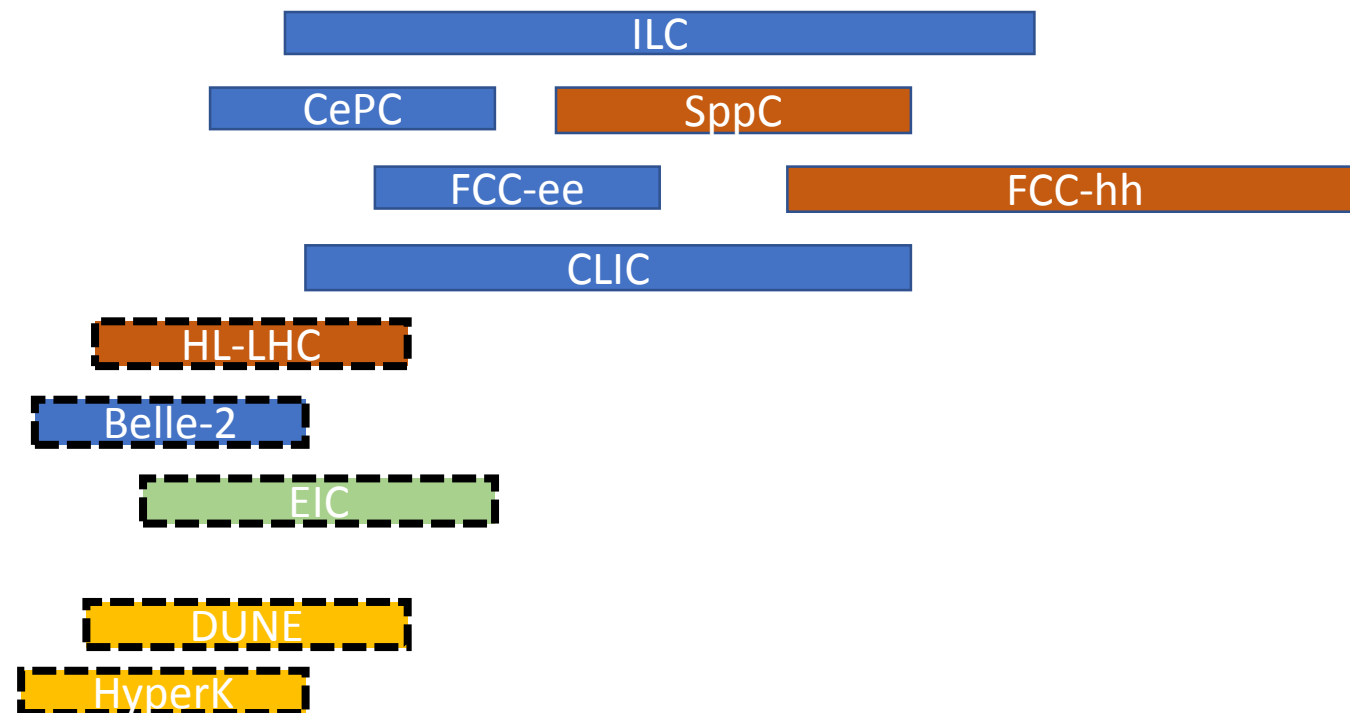 ILC
CePC
SppC
FCC-ee
FCC-hh
CLIC
HL-LHC
Belle-2
EIC
DUNE
HyperK